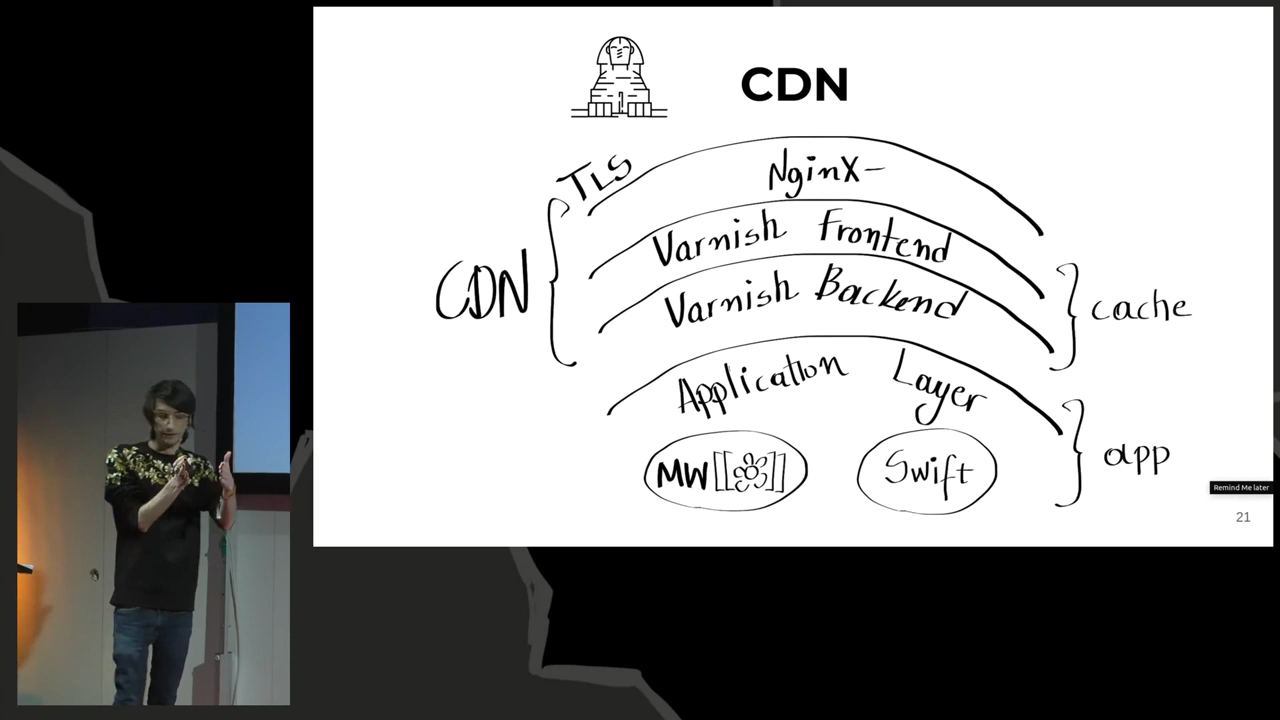 CDN
TLS
NginX-
Varnish Frontend
CDN
Varnish Backend
cache
Application Layer
MW[[ ]]
Swift
app
Remind Me later
21